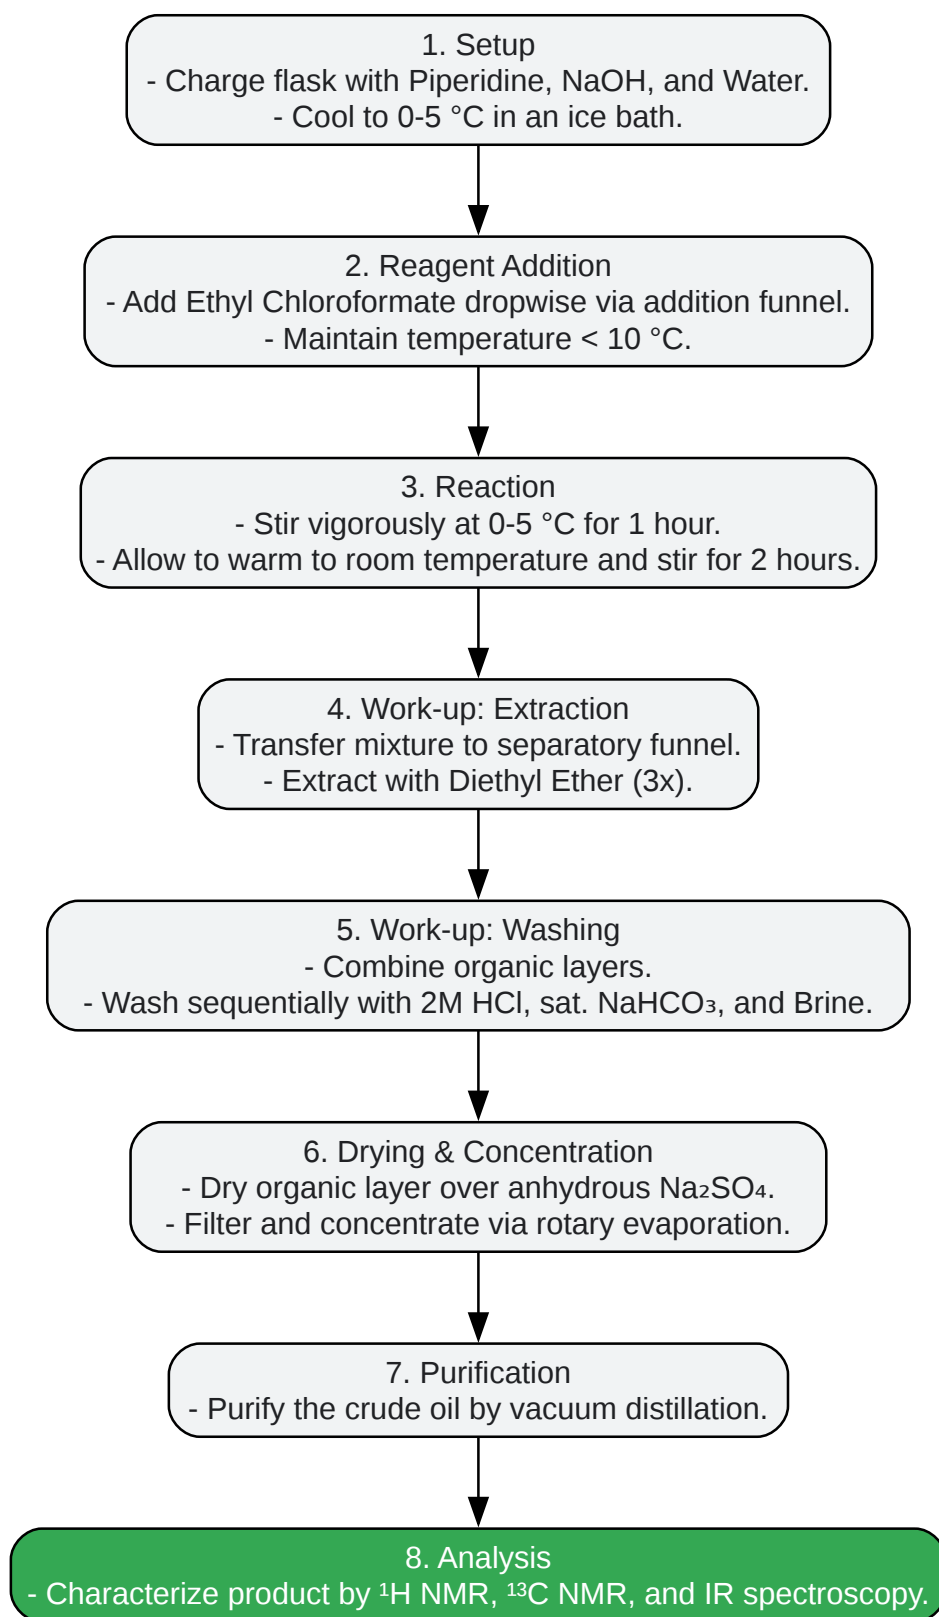 1. Setup
- Charge flask with Piperidine, NaOH, and Water.
- Cool to 0-5 °C in an ice bath.
2. Reagent Addition
- Add Ethyl Chloroformate dropwise via addition funnel.
- Maintain temperature < 10 °C.
3. Reaction
- Stir vigorously at 0-5 °C for 1 hour.
- Allow to warm to room temperature and stir for 2 hours.
4. Work-up: Extraction
- Transfer mixture to separatory funnel.
- Extract with Diethyl Ether (3x).
5. Work-up: Washing
- Combine organic layers.
- Wash sequentially with 2M HCl, sat. NaHCO₃, and Brine.
6. Drying & Concentration
- Dry organic layer over anhydrous Na₂SO₄.
- Filter and concentrate via rotary evaporation.
7. Purification
- Purify the crude oil by vacuum distillation.
8. Analysis
- Characterize product by ¹H NMR, ¹³C NMR, and IR spectroscopy.